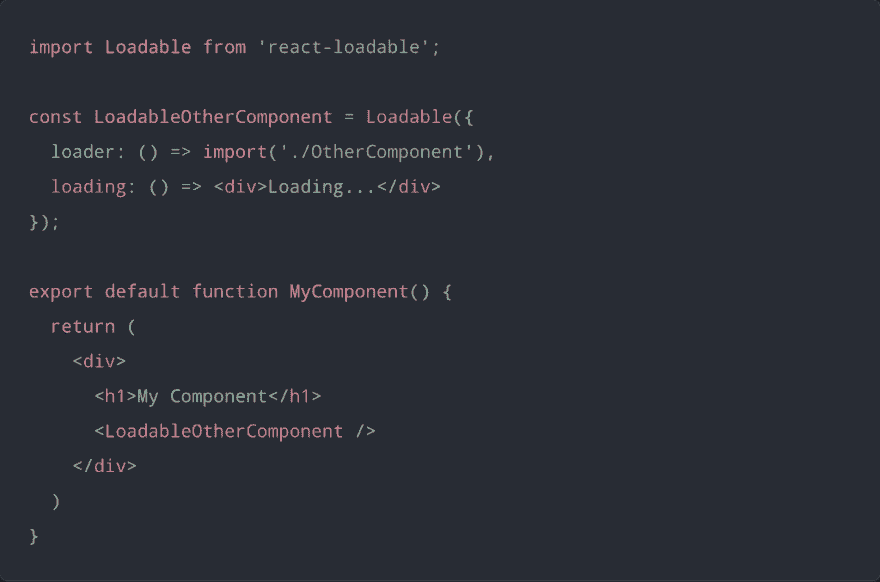 import Loadable from 'react-loadable';

const LoadableOtherComponent = Loadable({
  loader: () => import('./OtherComponent'),
  loading: () => <div>Loading...</div>
});

export default function MyComponent() {
  return (
    <div>
      <h1>My Component</h1>
      <LoadableOtherComponent />
    </div>
  )
}